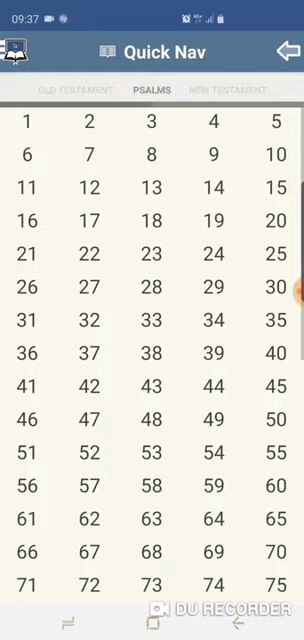 09:37
Quick Nav
OLD TESTAMENT PSALMS NEW TESTAMENT
1 2 3 4 5
6 7 8 9 10
11 12 13 14 15
16 17 18 19 20
21 22 23 24 25
26 27 28 29 30
31 32 33 34 35
36 37 38 39 40
41 42 43 44 45
46 47 48 49 50
51 52 53 54 55
56 57 58 59 60
61 62 63 64 65
66 67 68 69 70
71 72 73 74 75
DU RECORDER